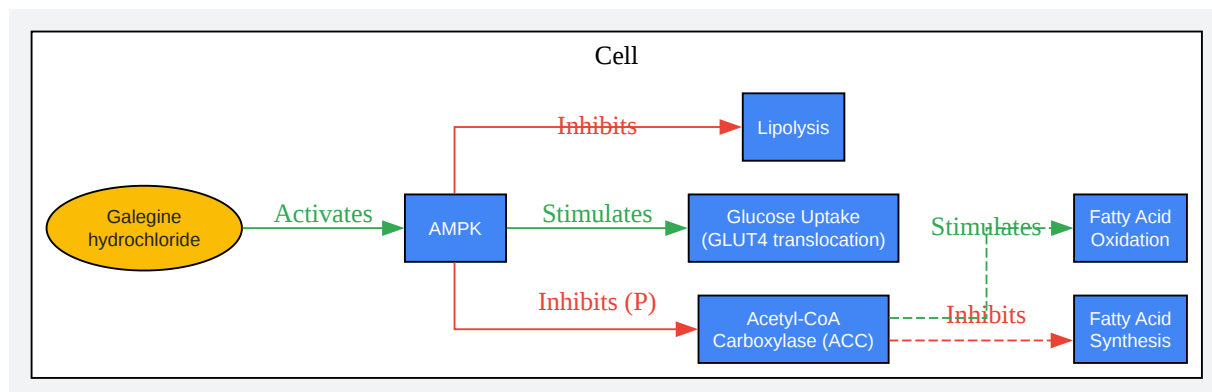 Cell
Inhibits
Lipolysis
Galegine
hydrochloride
Activates
AMPK
Stimulates
Glucose Uptake
(GLUT4 translocation)
Stimulates
Fatty Acid
Oxidation
Inhibits (P)
Acetyl-CoA
Carboxylase (ACC)
Inhibits
Fatty Acid
Synthesis